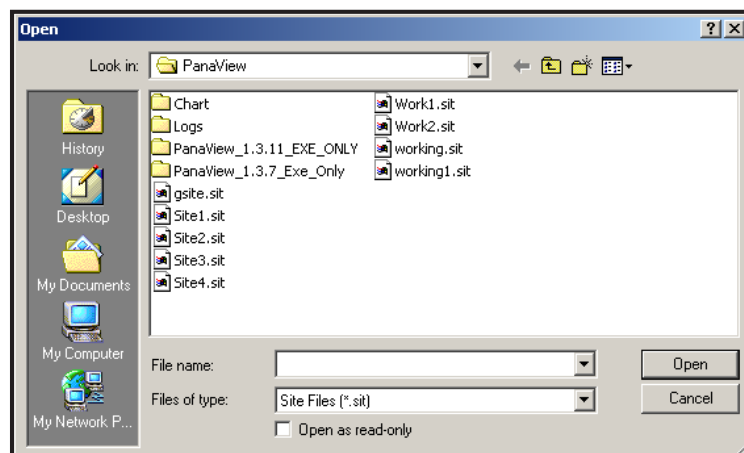 Open
Look in: PanaView
History
Desktop
My Documents
My Computer
My Network P...
Chart
Logs
PanaView_1.3.11_EXE_ONLY
PanaView_1.3.7_Exe_Only
gsite.sit
Site1.sit
Site2.sit
Site3.sit
Site4.sit
Work1.sit
Work2.sit
working.sit
working1.sit
File name:
Open
Files of type: Site Files (*.sit)
Cancel
Open as read-only